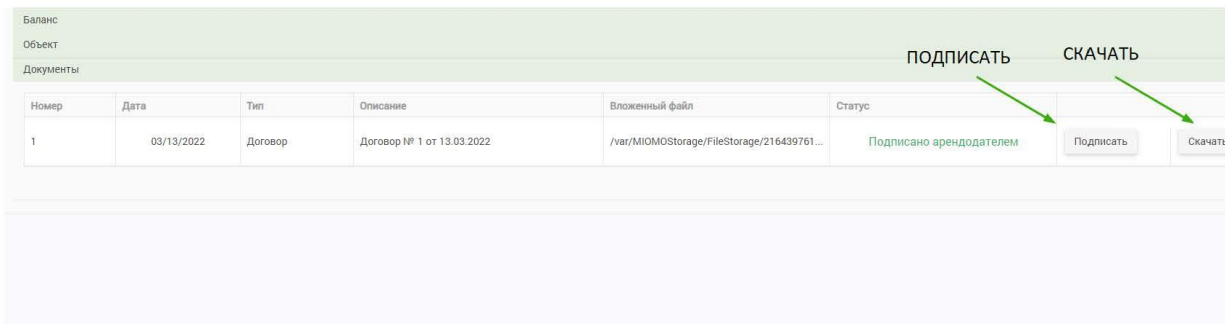 Баланс
Объект
ПОДПИСАТЬ СКАЧАТЬ
Документы
Номер Дата Тип Описание Вложенный файл Статус
1 03/13/2022 Договор Договор № 1 от 13.03.2022 /var/MIOMOStorage/FileStorage/216439761... Подписано арендодателем Подписать Скачать